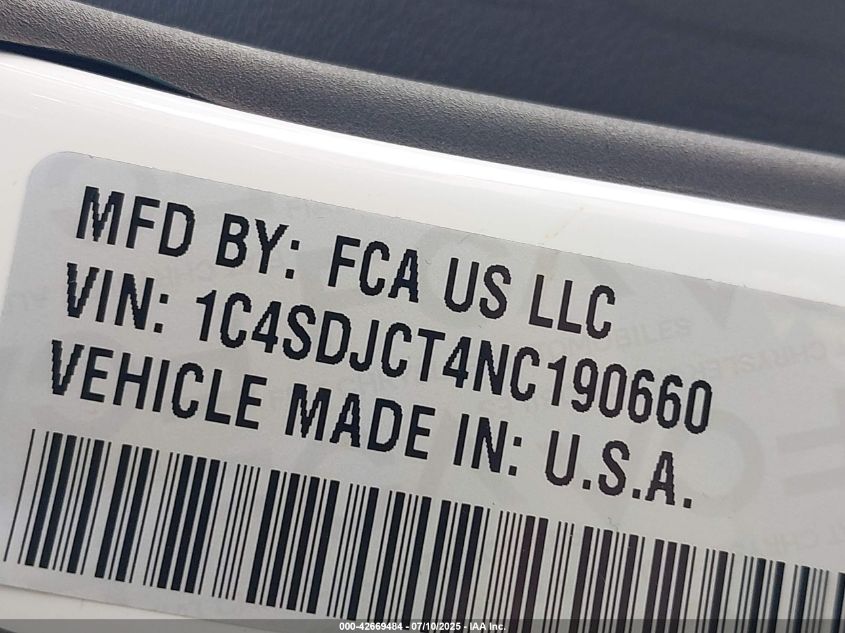 MFD BY: FCA US LLC
VIN: 1C4SDJCT4NC190660
VEHICLE MADE IN: U.S.A.
000-42669484 - 07/10/2025 - IAA Inc.